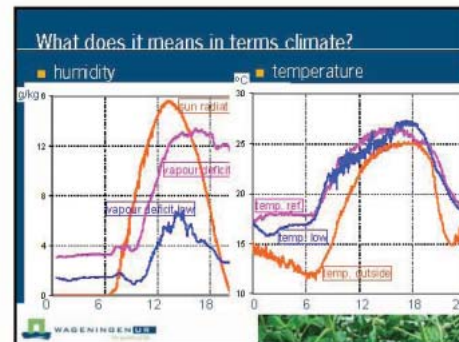 What does it means in terms climate?
humidity
temperature
g/kg
6
sun radiat
vapour deficit
vapour deficit low
12
8
4
0
0 6 12 18
°C
30
25
20
15
10
temp. ref.
temp. low
temp. outside
0 6 12 18
WAGENINGEN UR